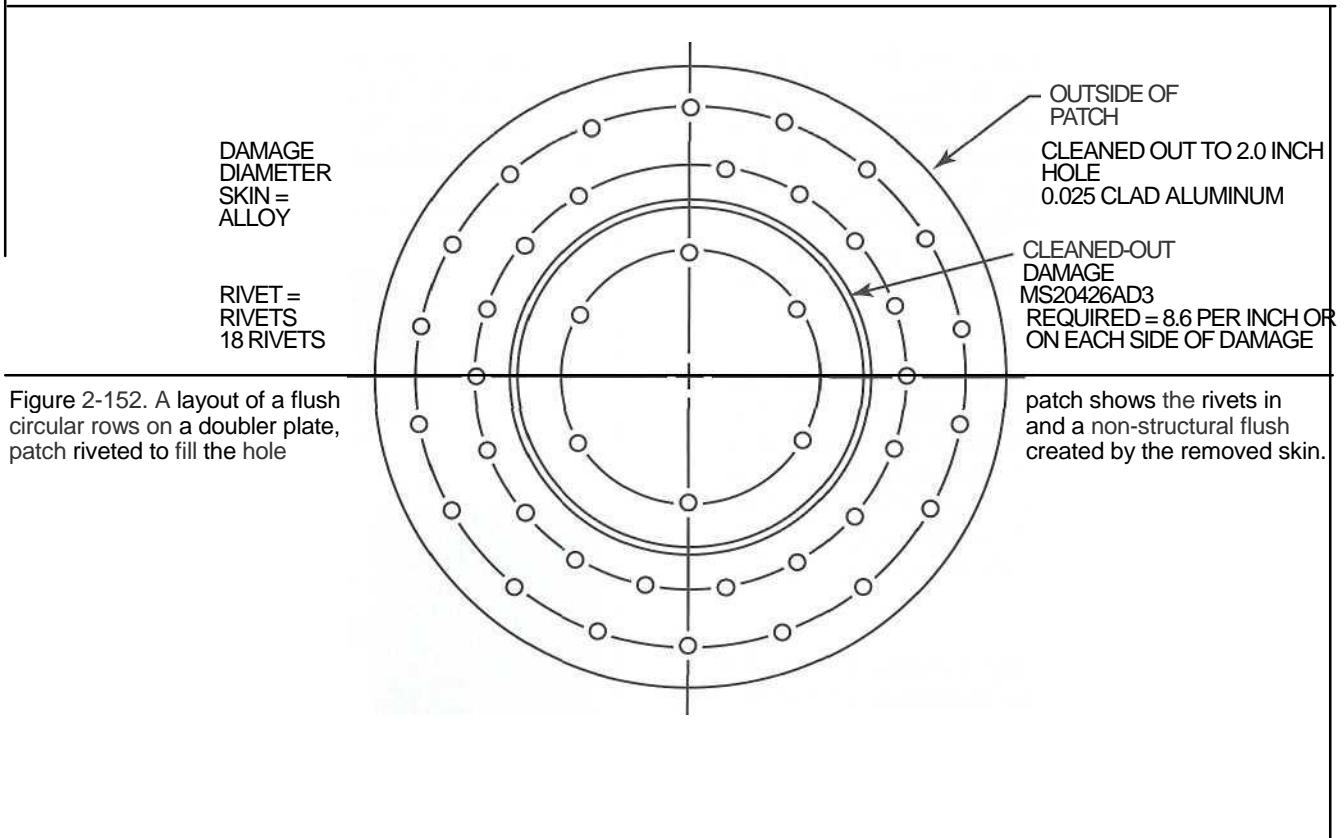 OUTSIDE OF
PATCH
DAMAGE
DIAMETER
SKIN =
ALLOY
CLEANED OUT TO 2.0 INCH
HOLE
0.025 CLAD ALUMINUM
CLEANED-OUT
DAMAGE
RIVET =
RIVETS
18 RIVETS
MS20426AD3
REQUIRED = 8.6 PER INCH OR
ON EACH SIDE OF DAMAGE
Figure 2-152. A layout of a flush
circular rows on a doubler plate,
patch riveted to fill the hole
patch shows the rivets in
and a non-structural flush
created by the removed skin.